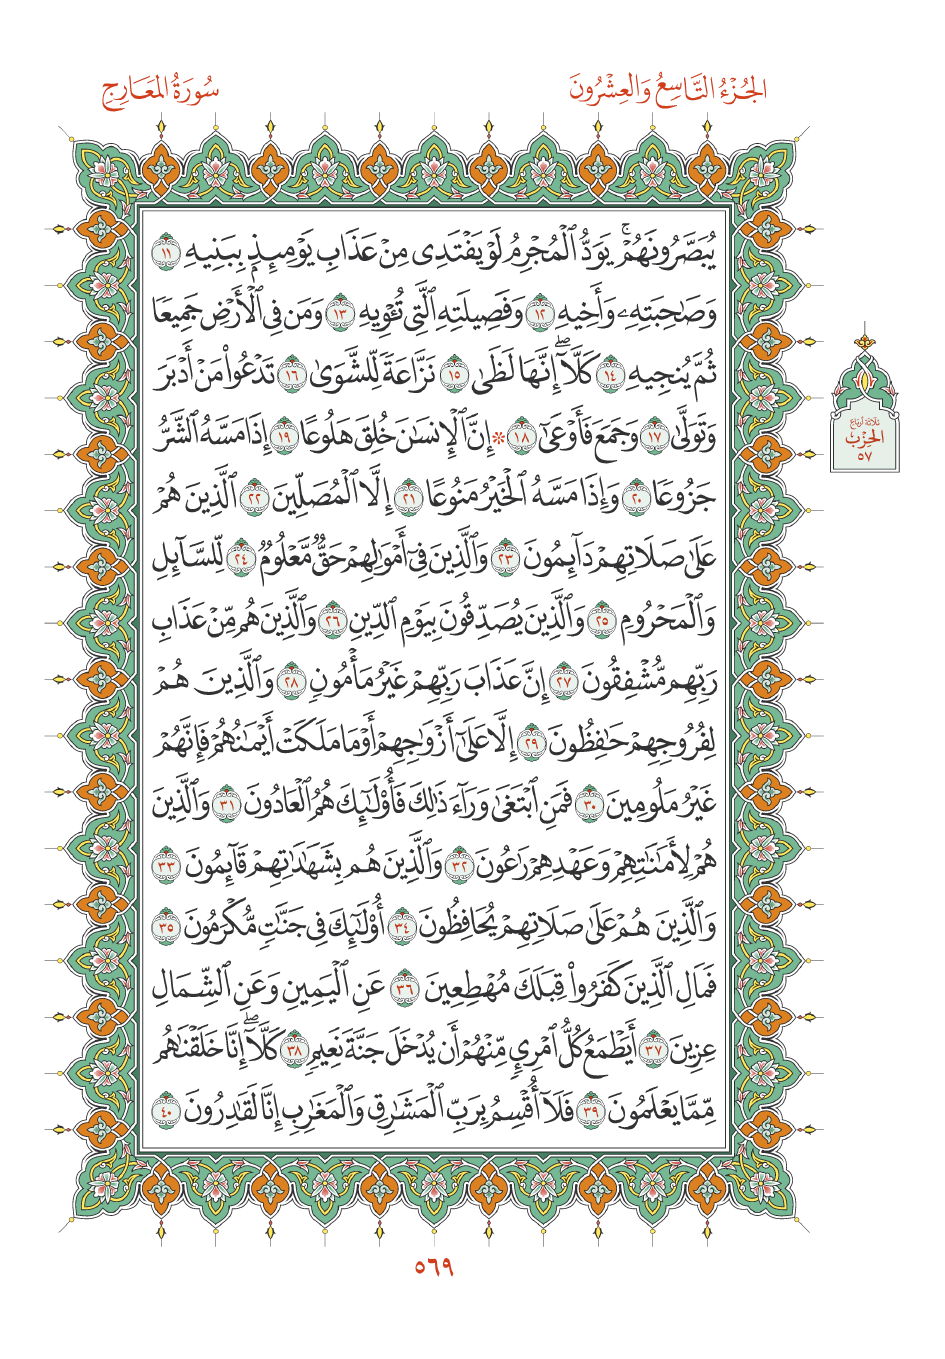 الجُزْءُ التَّاسِعُ وَالعِشْرُونَ
سُورَةُ المَعَارِجِ
يُبَصَّرُونَهُمْۚ يَوَدُّ ٱلْمُجْرِمُ لَوْ يَفْتَدِى مِنْ عَذَابِ يَوْمِئِذِۭ بِبَنِيهِ ١١
وَصَٰحِبَتِهِۦ وَأَخِيهِ ١٢ وَفَصِيلَتِهِ ٱلَّتِى تُـْٔوِيهِ ١٣ وَمَن فِى ٱلْأَرْضِ جَمِيعًا
ثُمَّ يُنجِيهِ ١٤ كَلَّآۖ إِنَّهَا لَظَىٰ ١٥ نَزَّاعَةً لِّلشَّوَىٰ ١٦ تَدْعُوا۟ مَنْ أَدْبَرَ
وَتَوَلَّىٰ ١٧ وَجَمَعَ فَأَوْعَىٰٓ ١٨ * إِنَّ ٱلْإِنسَٰنَ خُلِقَ هَلُوعًا ١٩ إِذَا مَسَّهُ ٱلشَّرُّ
جَزُوعًا ٢٠ وَإِذَا مَسَّهُ ٱلْخَيْرُ مَنُوعًا ٢١ إِلَّا ٱلْمُصَلِّينَ ٢٢ ٱلَّذِينَ هُمْ
عَلَىٰ صَلَاتِهِمْ دَآئِمُونَ ٢٣ وَٱلَّذِينَ فِىٓ أَمْوَٰلِهِمْ حَقٌّ مَّعْلُومٌ ٢٤ لِّلسَّآئِلِ
وَٱلْمَحْرُومِ ٢٥ وَٱلَّذِينَ يُصَدِّقُونَ بِيَوْمِ ٱلدِّينِ ٢٦ وَٱلَّذِينَ هُم مِّنْ عَذَابِ
رَبِّهِم مُّشْفِقُونَ ٢٧ إِنَّ عَذَابَ رَبِّهِمْ غَيْرُ مَأْمُونٍ ٢٨ وَٱلَّذِينَ هُمْ
لِفُرُوجِهِمْ حَٰفِظُونَ ٢٩ إِلَّا عَلَىٰٓ أَزْوَٰجِهِمْ أَوْ مَا مَلَكَتْ أَيْمَٰنُهُمْ فَإِنَّهُمْ
غَيْرُ مَلُومِينَ ٣٠ فَمَنِ ٱبْتَغَىٰ وَرَآءَ ذَٰلِكَ فَأُو۟لَٰٓئِكَ هُمُ ٱلْعَادُونَ ٣١ وَٱلَّذِينَ
هُمْ لِأَمَٰنَٰتِهِمْ وَعَهْدِهِمْ رَٰعُونَ ٣٢ وَٱلَّذِينَ هُم بِشَهَٰدَٰتِهِمْ قَآئِمُونَ ٣٣
وَٱلَّذِينَ هُمْ عَلَىٰ صَلَاتِهِمْ يُحَافِظُونَ ٣٤ أُو۟لَٰٓئِكَ فِى جَنَّٰتٍ مُّكْرَمُونَ ٣٥
فَمَالِ ٱلَّذِينَ كَفَرُوا۟ قِبَلَكَ مُهْطِعِينَ ٣٦ عَنِ ٱلْيَمِينِ وَعَنِ ٱلشِّمَالِ
عِزِينَ ٣٧ أَيَطْمَعُ كُلُّ ٱمْرِئٍ مِّنْهُمْ أَن يُدْخَلَ جَنَّةَ نَعِيمٍ ٣٨ كَلَّآۖ إِنَّا خَلَقْنَٰهُم
مِّمَّا يَعْلَمُونَ ٣٩ فَلَآ أُقْسِمُ بِرَبِّ ٱلْمَشَٰرِقِ وَٱلْمَغَٰرِبِ إِنَّا لَقَٰدِرُونَ ٤٠
ثلاثة أرباع
الحِزْب
٥٧
٥٦٩